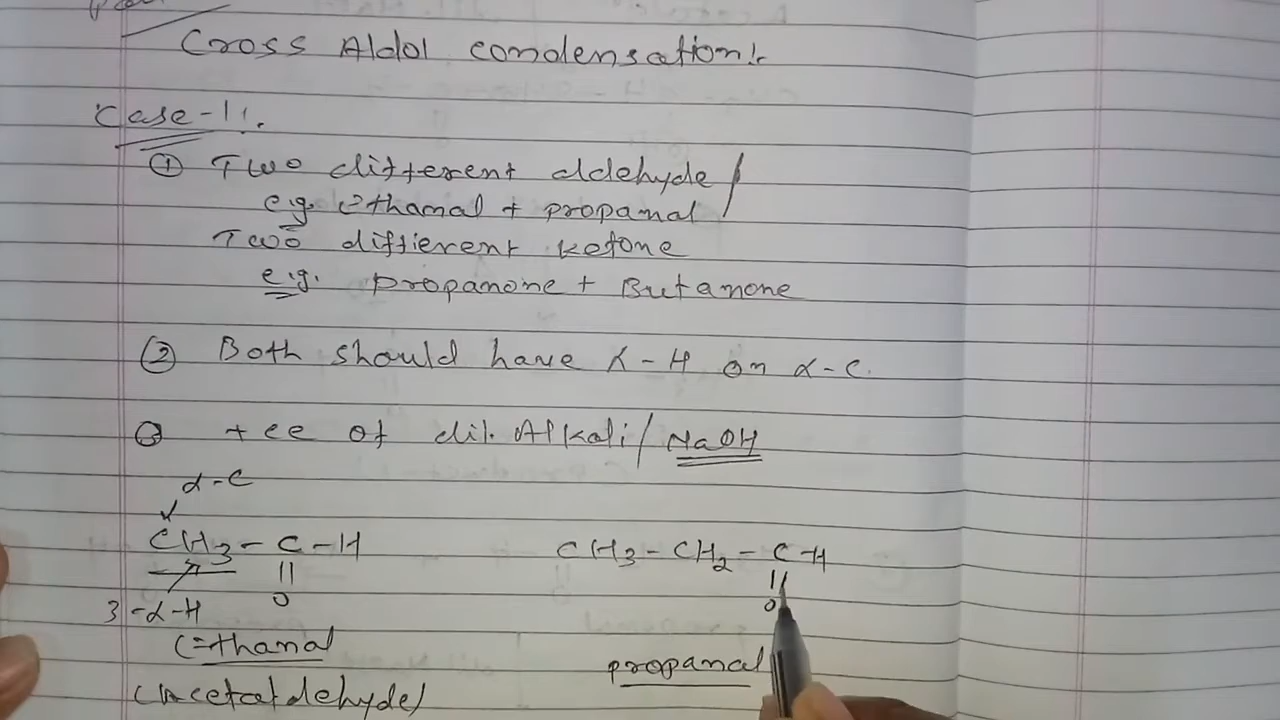 Cross Aldol condensation:-
Case-1:.
① Two different aldehyde/
e.g. Ethanal + propanal
Two different ketone
e.g. propanone + Butanone
② Both should have α-H on α-C.
③ +ce of dil. Alkali/NaOH
α-C
CH3-C-H CH3-CH2-C-H
|| ||
O O
3-α-H
Ethanal propanal
(Acetaldehyde)